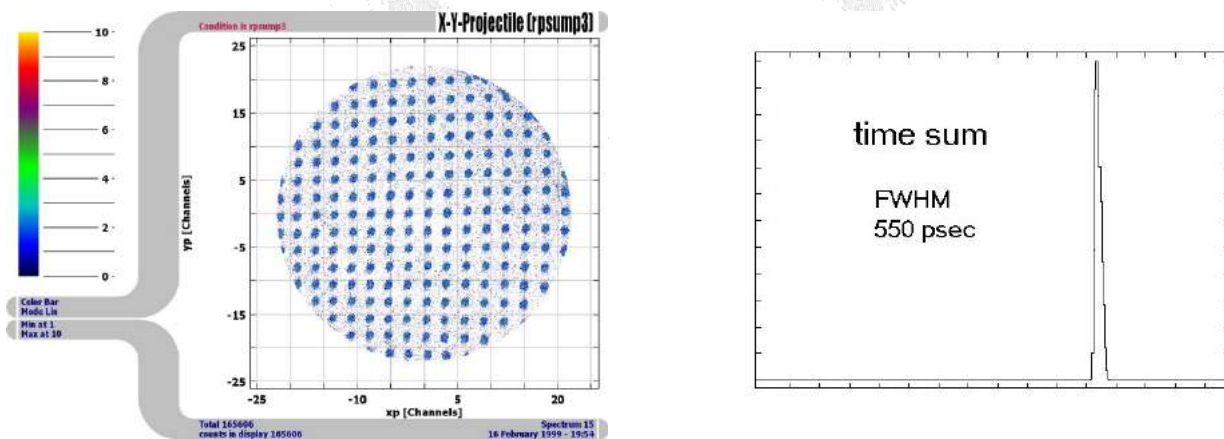 Condition in rpsump3
X-Y-Projectile (rpsump3)
10
8
6
4
2
0
25
15
5
-5
-15
-25
yp [Channels]
-25
-10
5
20
xp [Channels]
Color Bar
Mode Lin
Min at 1
Max at 10
Total 165606
counts in display 165606
Spectrum 15
16 February 1999 - 19:54
time sum
FWHM
550 psec